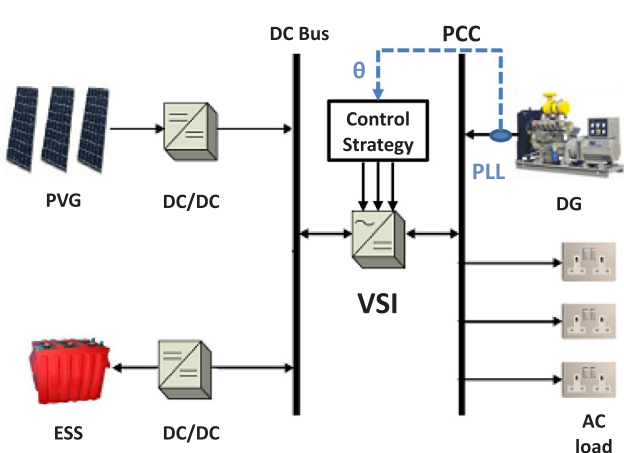 DC Bus
PCC
θ
Control
Strategy
PLL
PVG
DC/DC
DG
VSI
ESS
DC/DC
AC
load